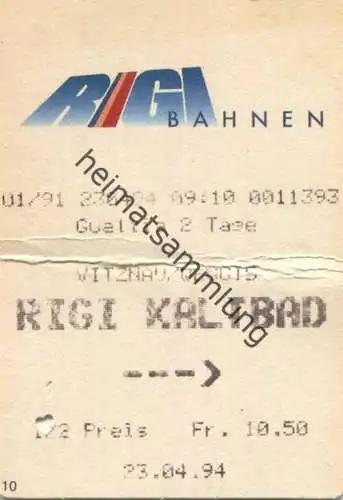 RIGI
BAHNEN
01/91 230494 09:10 0011393
Gueltig 2 Tage
VITZNAU/
RIGI KALTBAD
--->
1/2 Preis Fr. 10.50
23.04.94
10
heimatsammlung